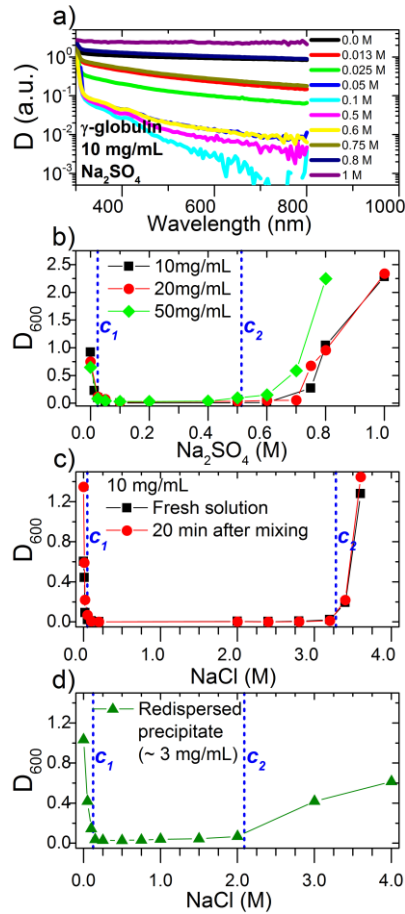 a)
D (a.u.)
10⁰
10⁻¹
10⁻²
10⁻³
γ-globulin
10 mg/mL
Na₂SO₄
0.0 M
0.013 M
0.025 M
0.05 M
0.1 M
0.5 M
0.6 M
0.75 M
0.8 M
1 M
400 600 800 1000
Wavelength (nm)
b)
D₆₀₀
2.5
2.0
1.5
1.0
0.5
0.0
10mg/mL
20mg/mL
50mg/mL
c₁
c₂
0.0 0.2 0.4 0.6 0.8 1.0
Na₂SO₄ (M)
c)
D₆₀₀
1.2
0.8
0.4
0.0
10 mg/mL
Fresh solution
20 min after mixing
c₁
c₂
0.0 1.0 2.0 3.0 4.0
NaCl (M)
d)
D₆₀₀
1.2
0.8
0.4
0.0
Redispersed
precipitate
(~ 3 mg/mL)
c₁
c₂
0.0 1.0 2.0 3.0 4.0
NaCl (M)